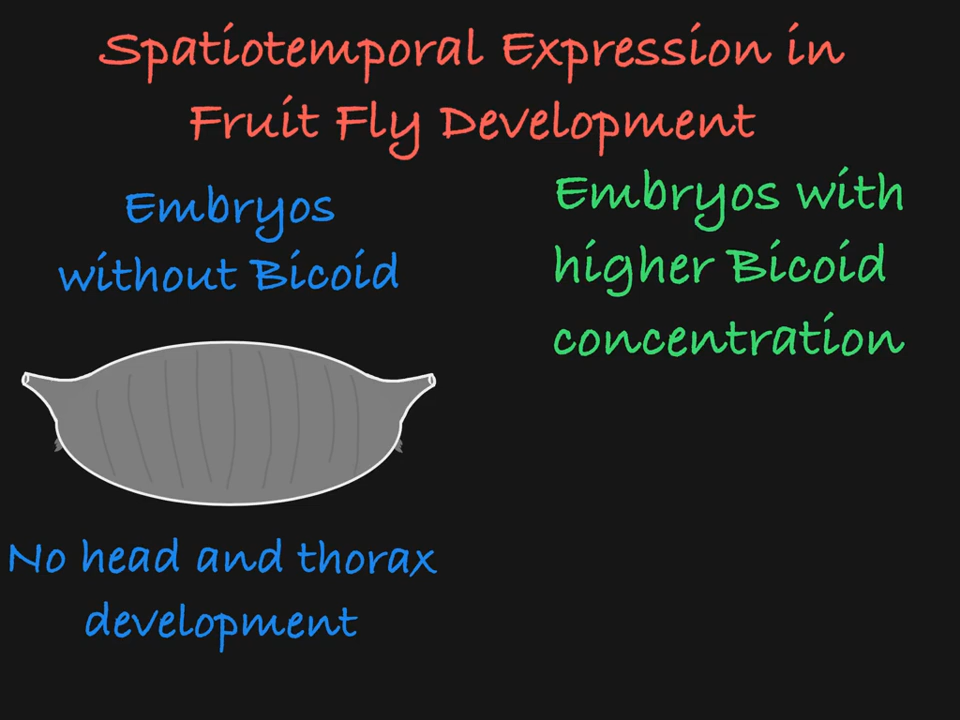 Spatiotemporal Expression in
Fruit Fly Development
Embryos
without Bicoid
No head and thorax
development
Embryos with
higher Bicoid
concentration